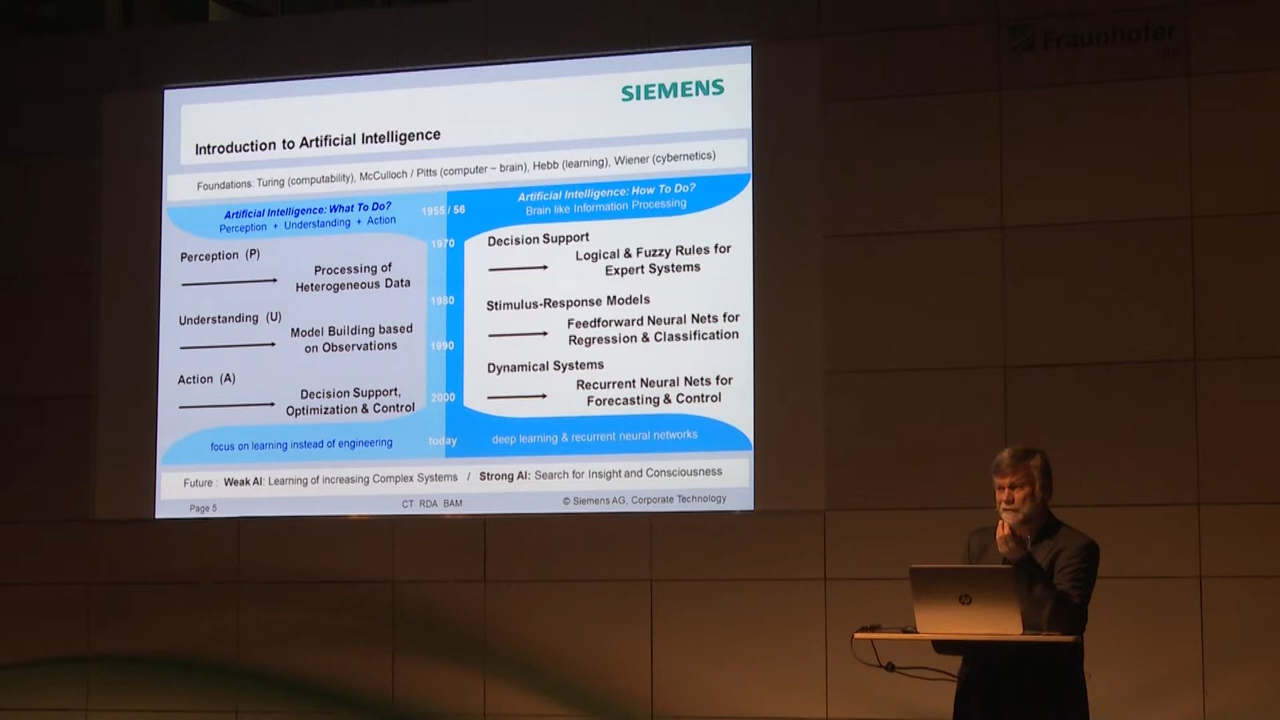 Fraunhofer
SIEMENS
Introduction to Artificial Intelligence
Foundations: Turing (computability), McCulloch / Pitts (computer ~ brain), Hebb (learning), Wiener (cybernetics)
Artificial Intelligence: What To Do?
Perception + Understanding + Action
1955 / 56
Artificial Intelligence: How To Do?
Brain like Information Processing
1970
1980
1990
2000
today
Perception (P)
Processing of
Heterogeneous Data
Understanding (U)
Model Building based
on Observations
Action (A)
Decision Support,
Optimization & Control
focus on learning instead of engineering
Decision Support
Logical & Fuzzy Rules for
Expert Systems
Stimulus-Response Models
Feedforward Neural Nets for
Regression & Classification
Dynamical Systems
Recurrent Neural Nets for
Forecasting & Control
deep learning & recurrent neural networks
Future : Weak AI: Learning of increasing Complex Systems / Strong AI: Search for Insight and Consciousness
Page 5
CT RDA BAM
© Siemens AG, Corporate Technology
hp